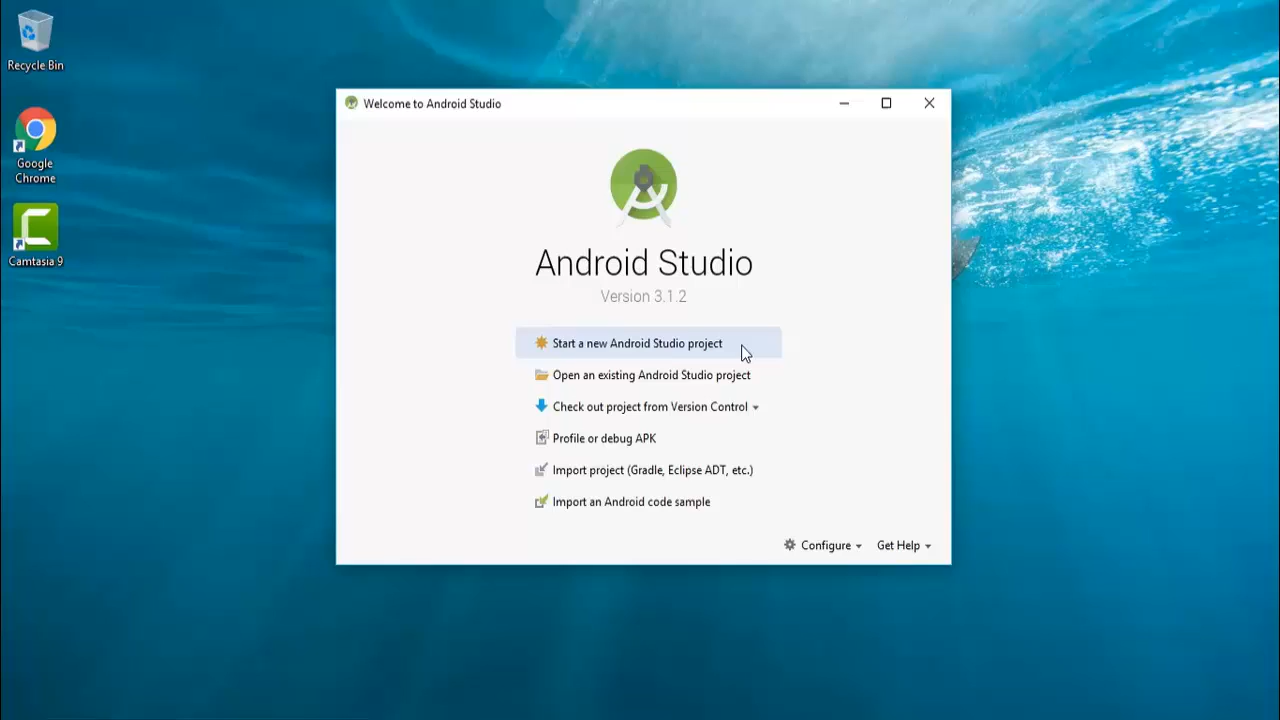 Recycle Bin
Google
Chrome
Camtasia 9
Welcome to Android Studio
Android Studio
Version 3.1.2
Start a new Android Studio project
Open an existing Android Studio project
Check out project from Version Control
Profile or debug APK
Import project (Gradle, Eclipse ADT, etc.)
Import an Android code sample
Configure
Get Help